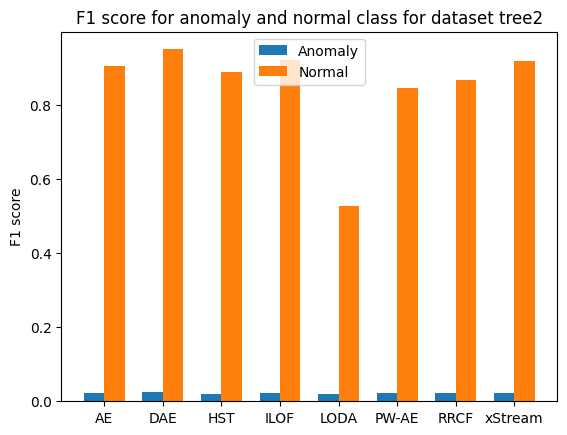 F1 score for anomaly and normal class for dataset tree2
Anomaly
Normal
F1 score
0.8
0.6
0.4
0.2
0.0
AE DAE HST ILOF LODA PW-AE RRCF xStream